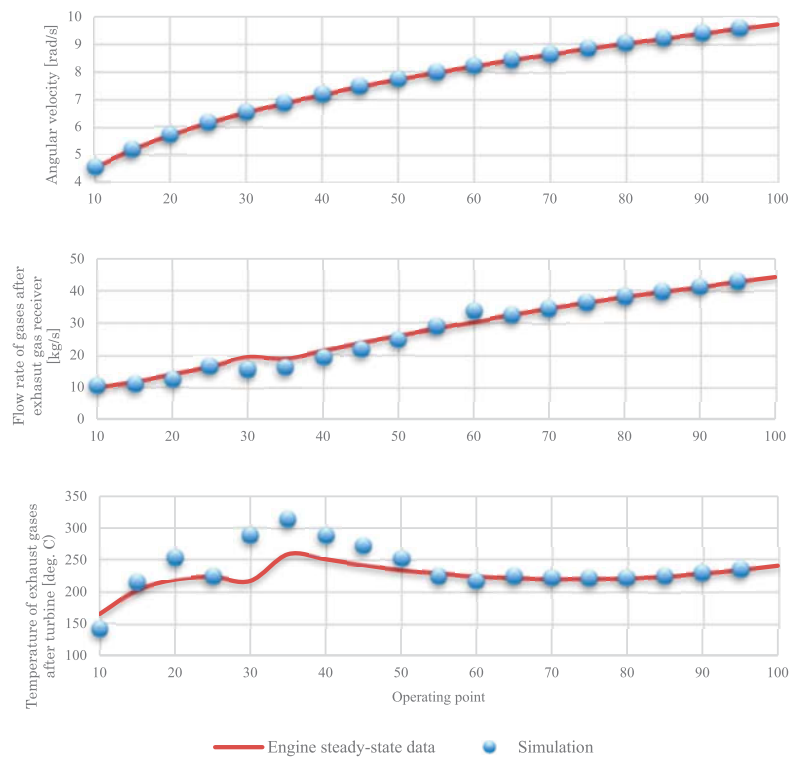 Angular velocity [rad/s]
10
9
8
7
6
5
4
10 20 30 40 50 60 70 80 90 100
Flow rate of gases after
exhasut gas receiver
[kg/s]
50
40
30
20
10
0
10 20 30 40 50 60 70 80 90 100
Temperature of exhaust gases
after turbine [deg, C)
350
300
250
200
150
100
10 20 30 40 50 60 70 80 90 100
Operating point
Engine steady-state data Simulation